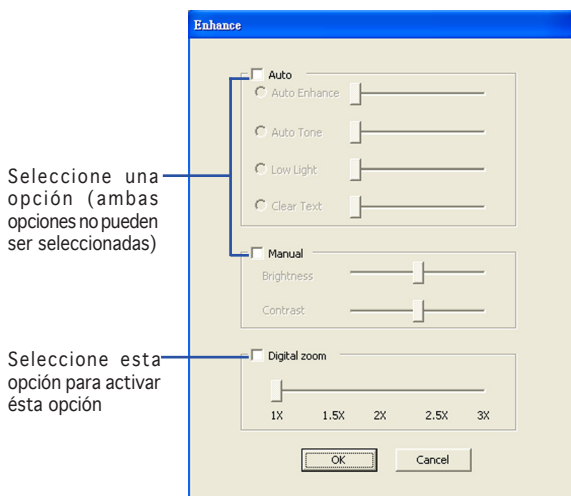 Enhance
Auto
Auto Enhance
Auto Tone
Low Light
Clear Text
Seleccione una
opción (ambas
opciones no pueden
ser seleccionadas)
Manual
Brightness
Contrast
Seleccione esta
opción para activar
ésta opción
Digital zoom
1X 1.5X 2X 2.5X 3X
OK Cancel